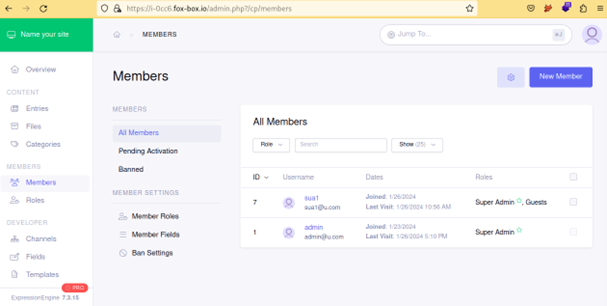 https://i-0cc6.fox-box.io/admin.php?/cp/members
Name your site
MEMBERS
Jump To...
Overview
CONTENT
Entries
Files
Categories
MEMBERS
Members
Roles
DEVELOPER
Channels
Fields
Templates
PRO
ExpressionEngine 7.3.15
Members
New Member
MEMBERS
All Members
Pending Activation
Banned
MEMBER SETTINGS
Member Roles
Member Fields
Ban Settings
All Members
Role
Search
Show (25)
ID Username Dates Roles
7 sua1 Joined: 1/26/2024 Super Admin, Guests
sua1@u.com Last Visit: 1/26/2024 10:56 AM
1 admin Joined: 1/23/2024 Super Admin
admin@u.com Last Visit: 1/26/2024 5:10 PM